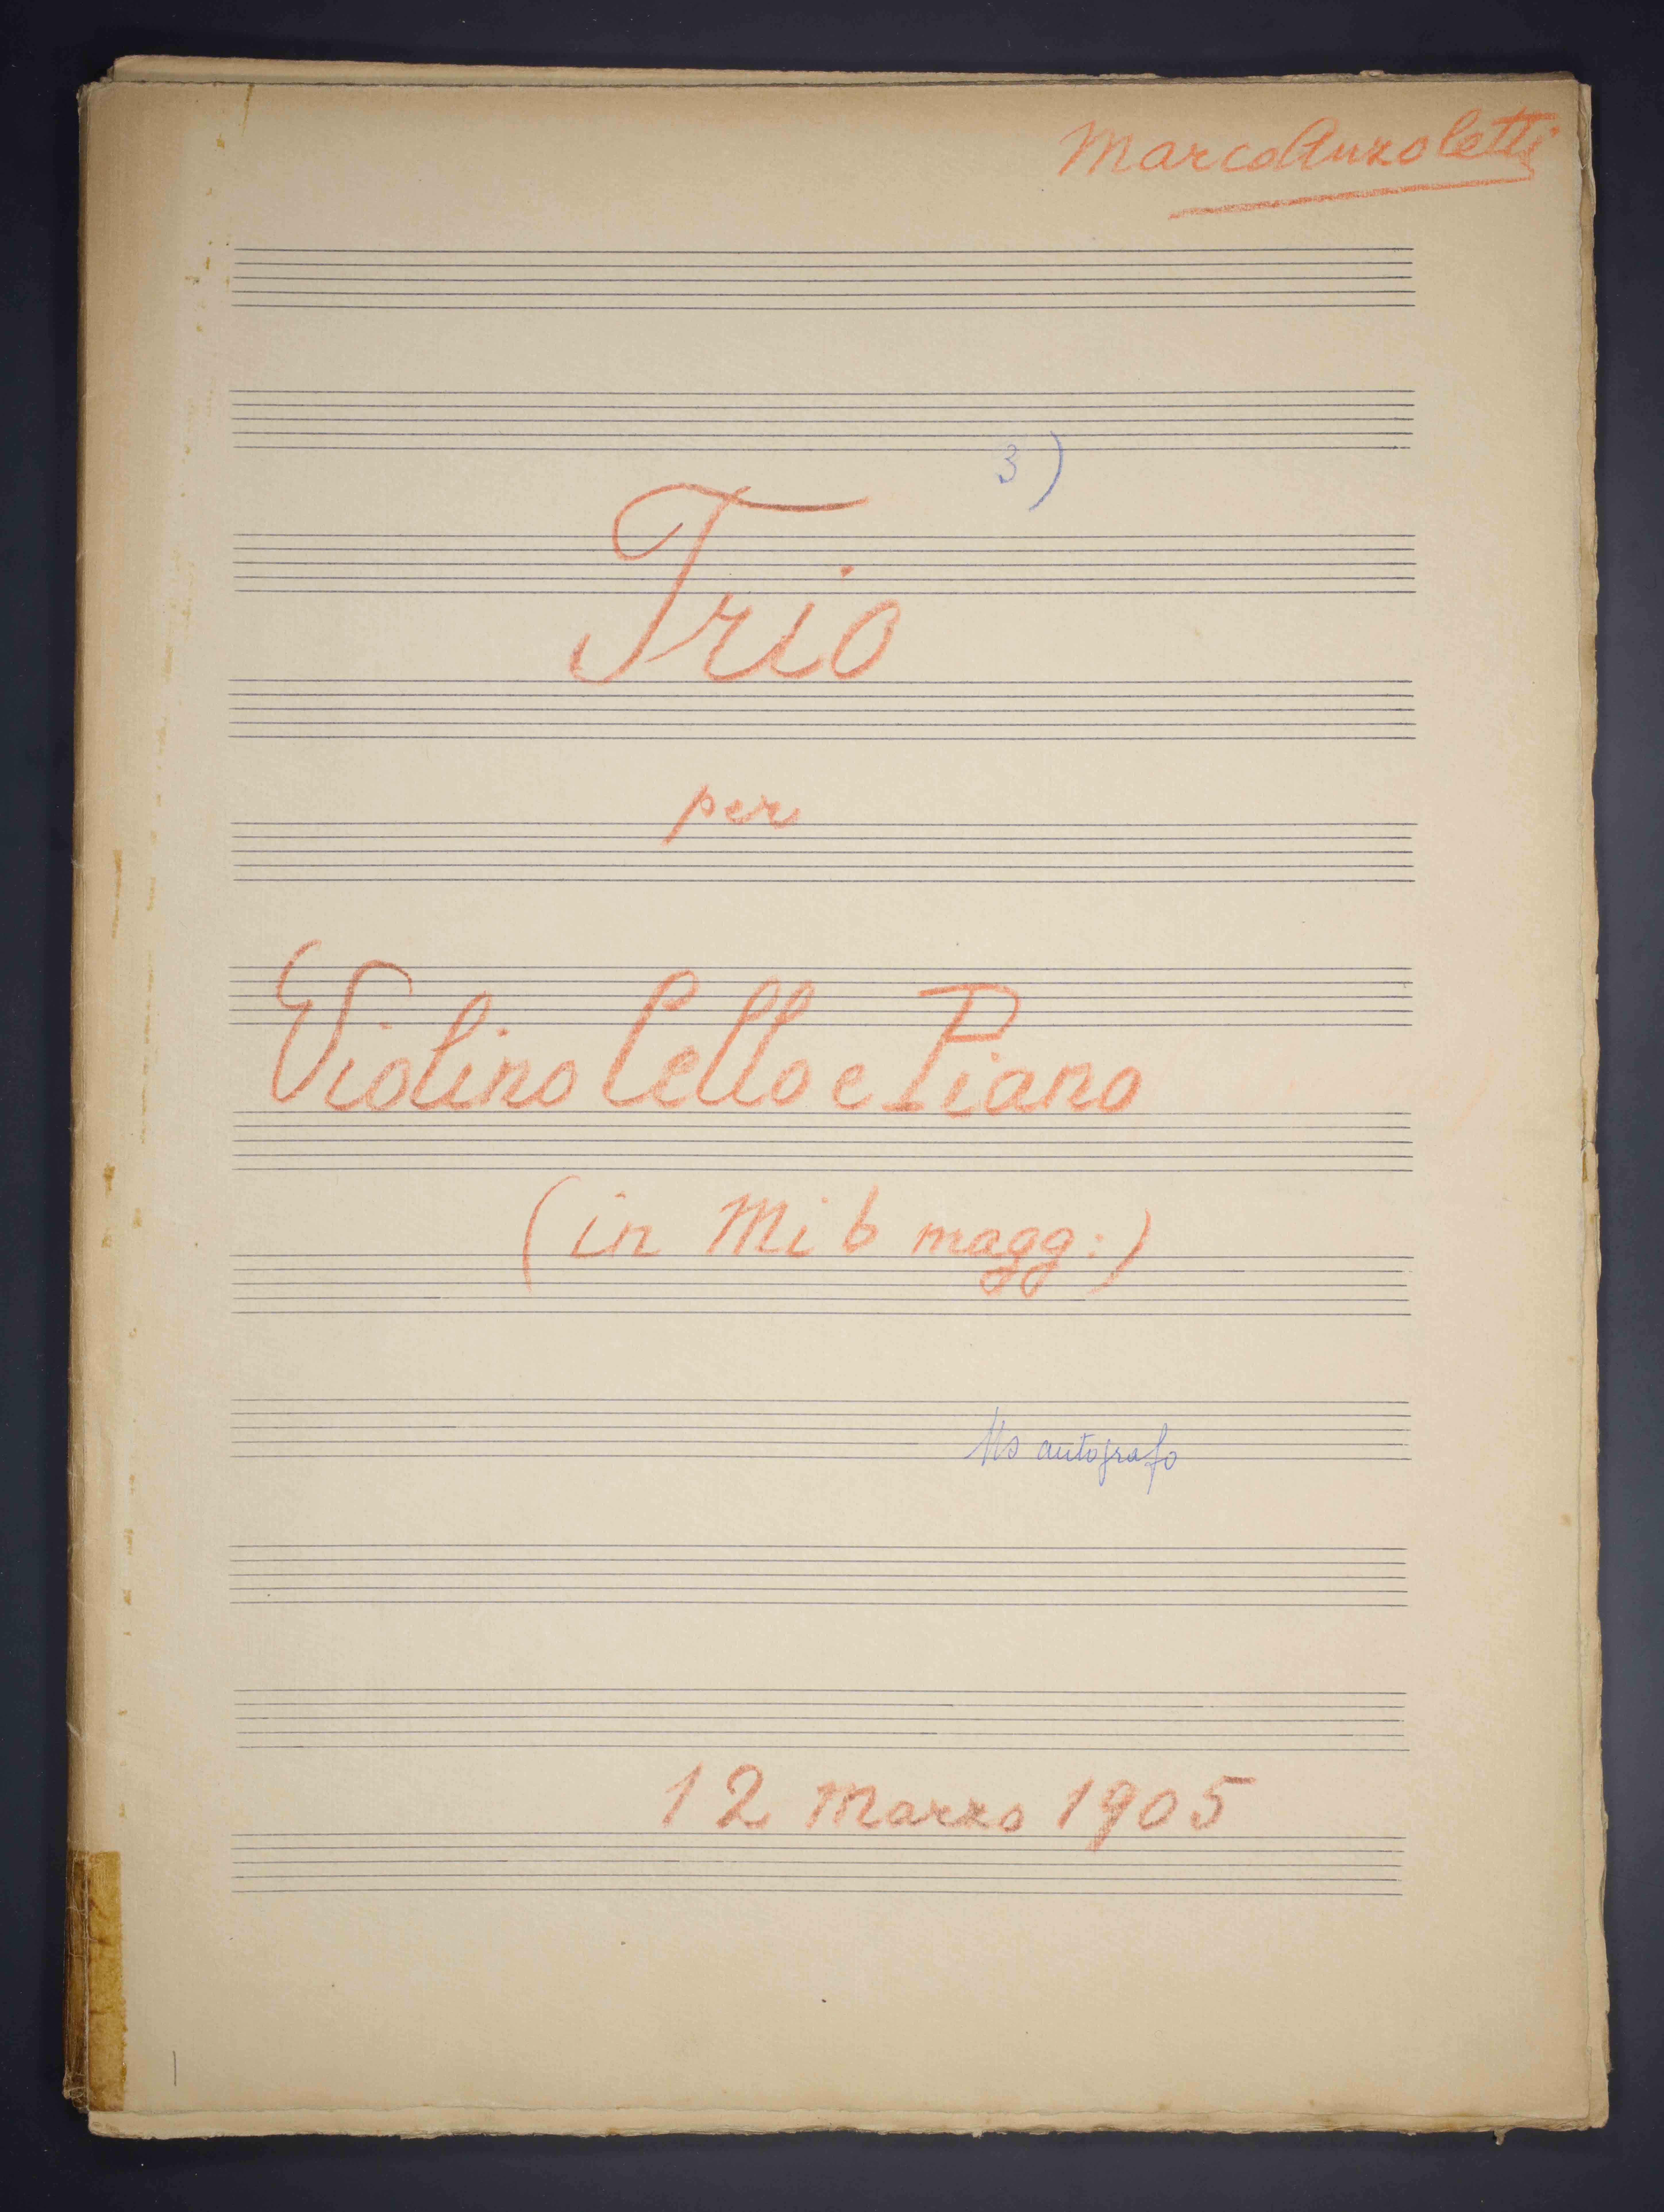 Marco Anzoletti
3)
Trio
per
Violino Cello e Piano
(in Mi b magg:)
Ms autografo
12 Marzo 1905